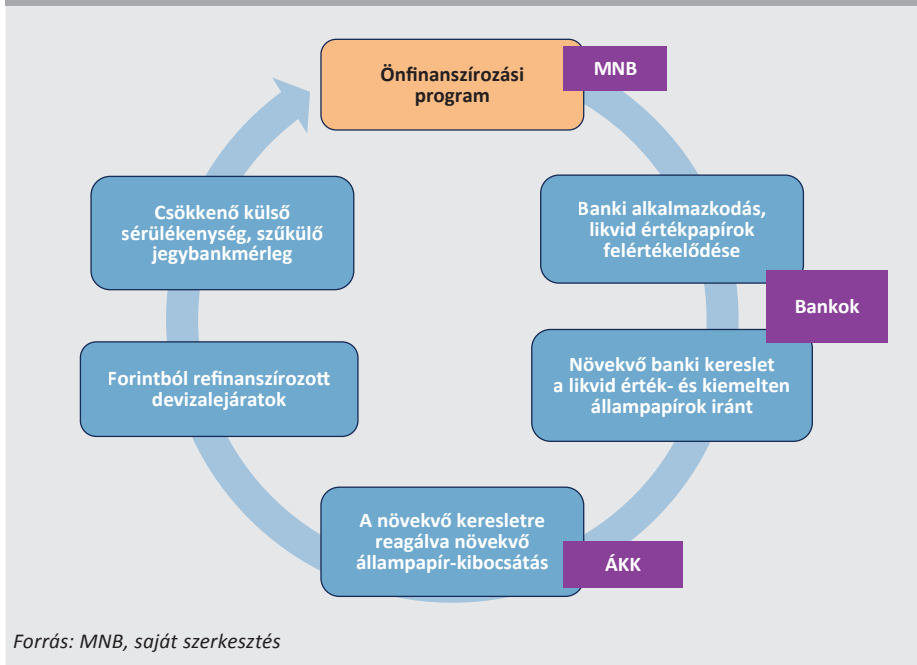 Önfinanszírozási
program
MNB
Banki alkalmazkodás,
likvid értékpapírok
felértékelődése
Bankok
Növekvő banki kereslet
a likvid érték- és kiemelten
állampapírok iránt
A növekvő keresletre
reagálva növekvő
állampapír-kibocsátás
ÁKK
Forintból refinanszírozott
devizalejáratok
Csökkenő külső
sérülékenység, szűkülő
jegybankmérleg
Forrás: MNB, saját szerkesztés